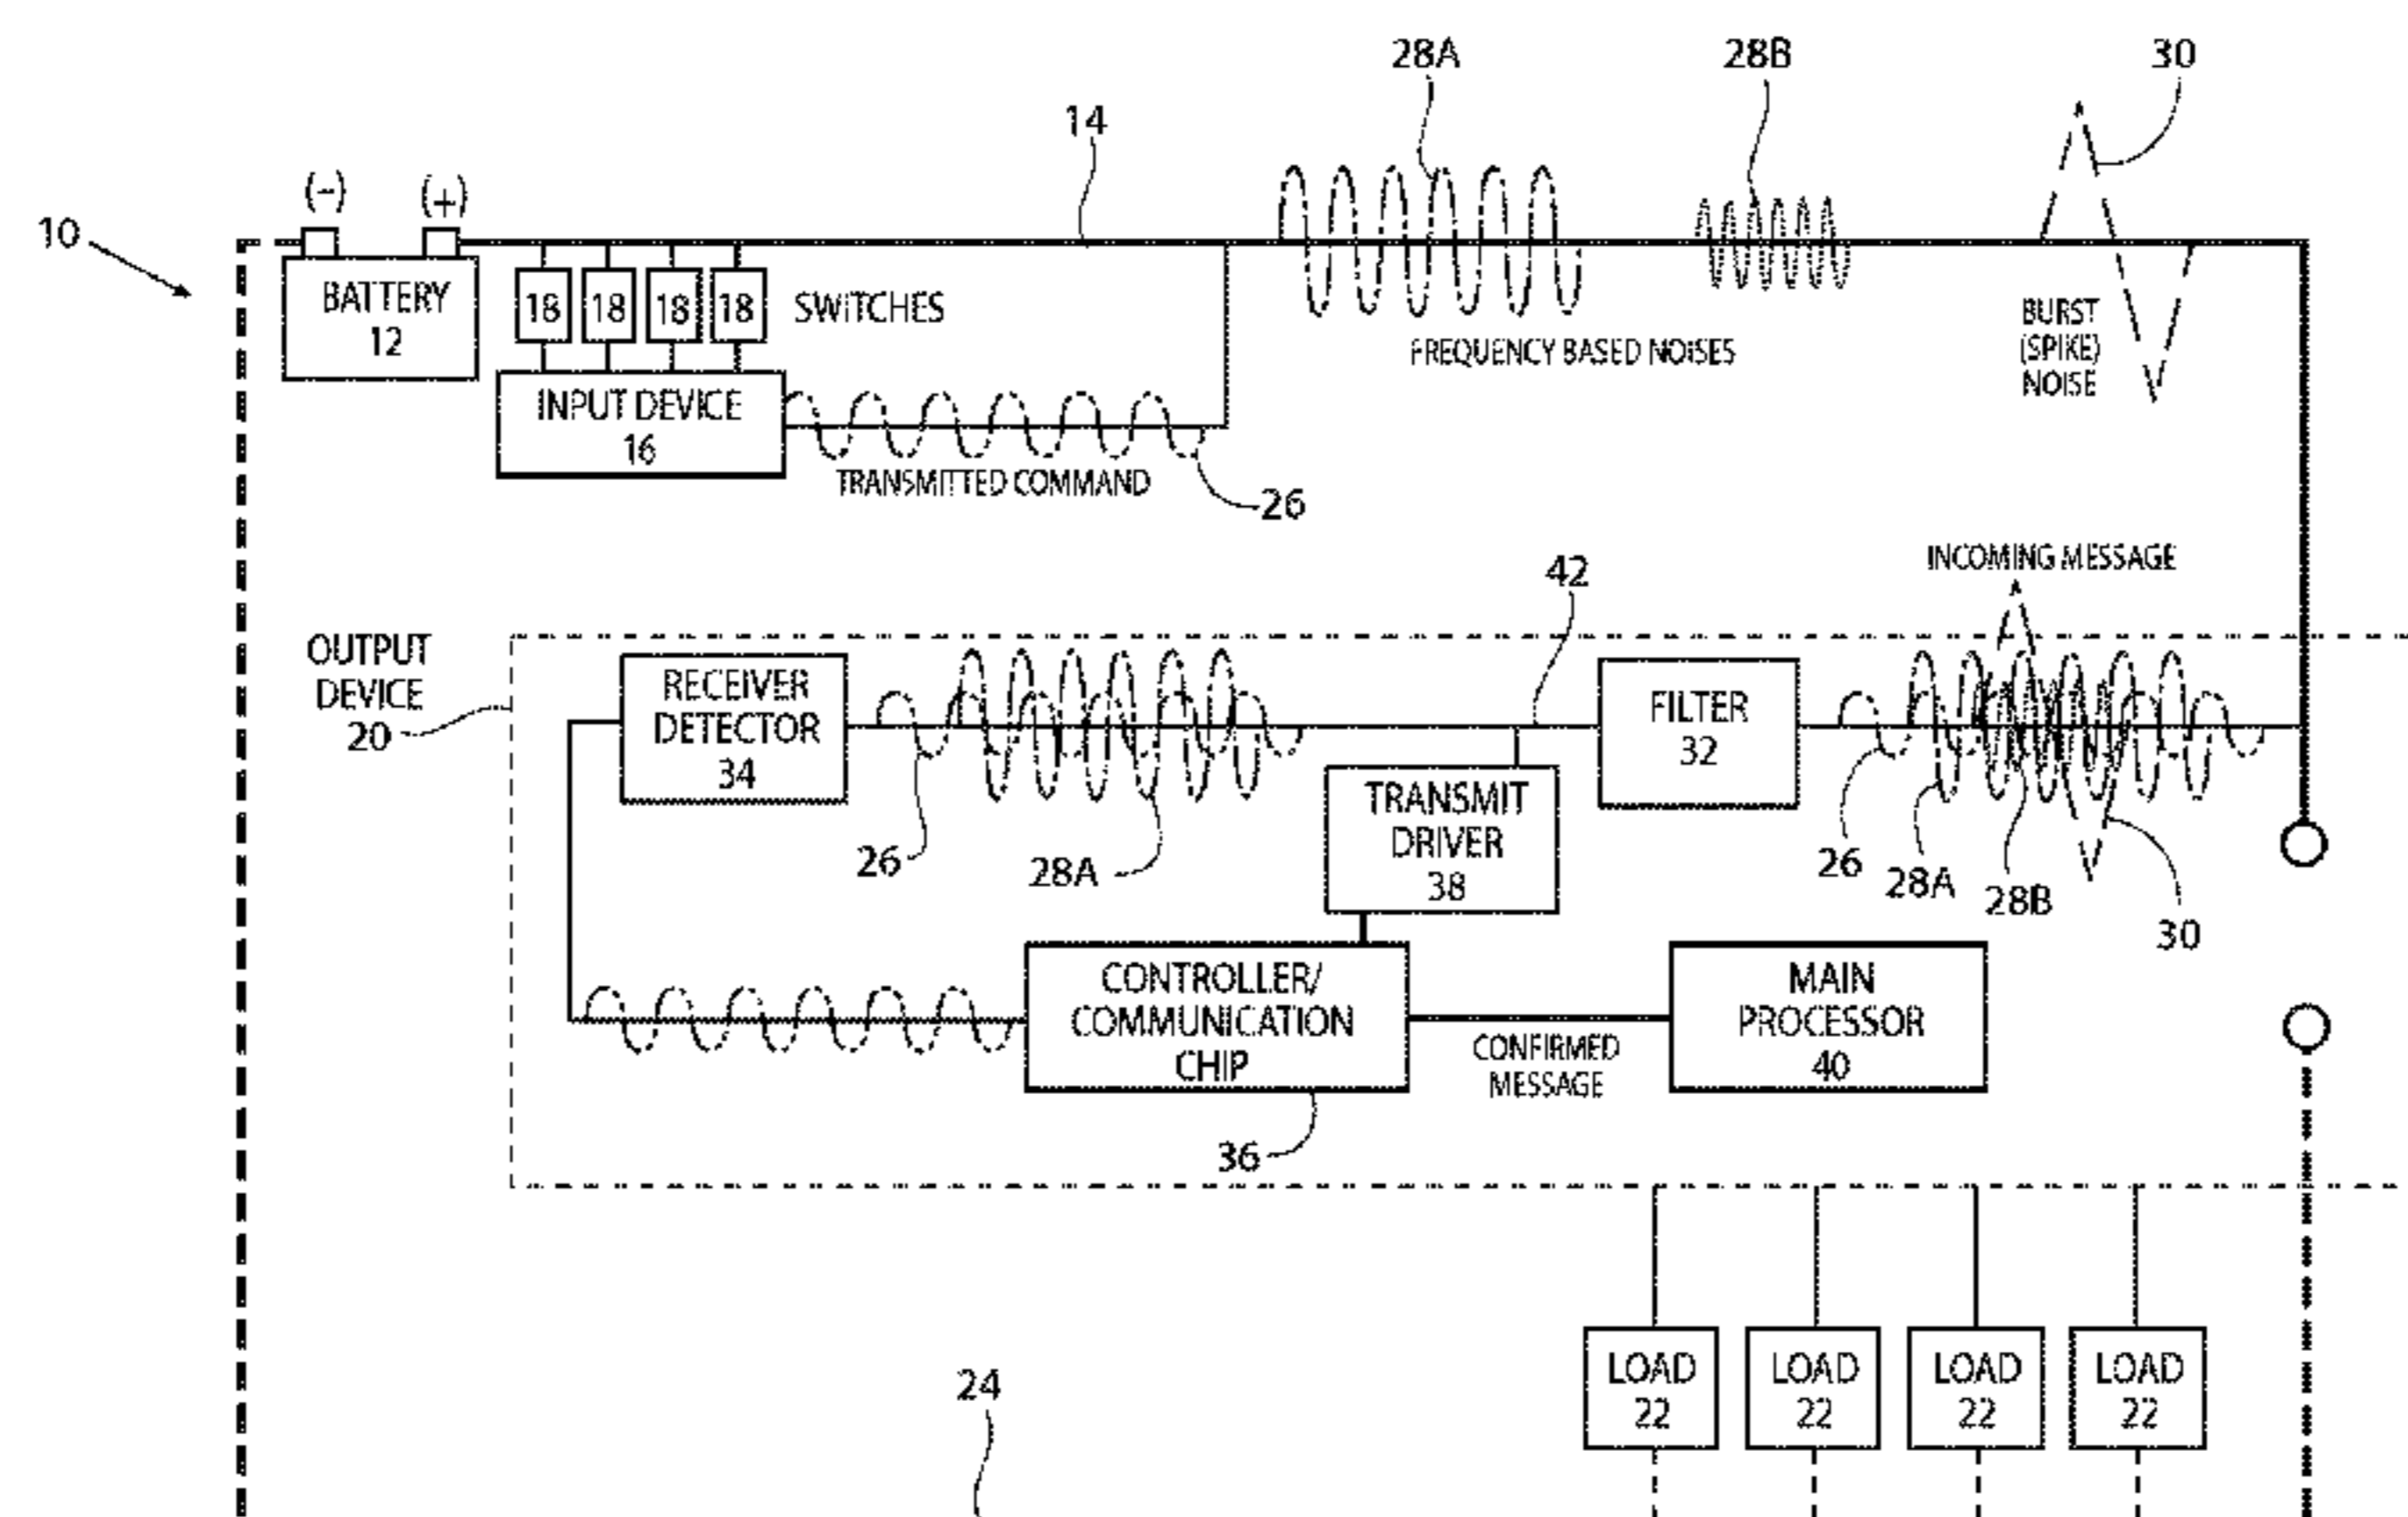 28A
28B
30
14
(-)
(+)
10
BATTERY
12
18
18
18
18
SWITCHES
FREQUENCY BASED NOISES
BURST
(SPIKE)
NOISE
INPUT DEVICE
16
TRANSMITTED COMMAND
26
INCOMING MESSAGE
42
OUTPUT
DEVICE
20
RECEIVER
DETECTOR
34
FILTER
32
TRANSMIT
DRIVER
38
26
28A
26
28A
28B
30
CONTROLLER/
COMMUNICATION
CHIP
MAIN
PROCESSOR
40
CONFIRMED
MESSAGE
36
LOAD
22
LOAD
22
LOAD
22
LOAD
22
24